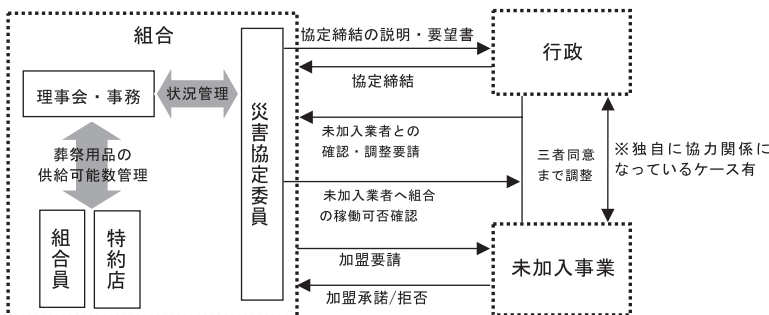 組合
理事会・事務
状況管理
葬祭用品の
供給可能数管理
組合員
特約店
災害協定委員
協定締結の説明・要望書
協定締結
未加入業者との
確認・調整要請
未加入業者へ組合
の稼働可否確認
加盟要請
加盟承諾/拒否
行政
三者同意
まで調整
※独自に協力関係に
なっているケース有
未加入事業